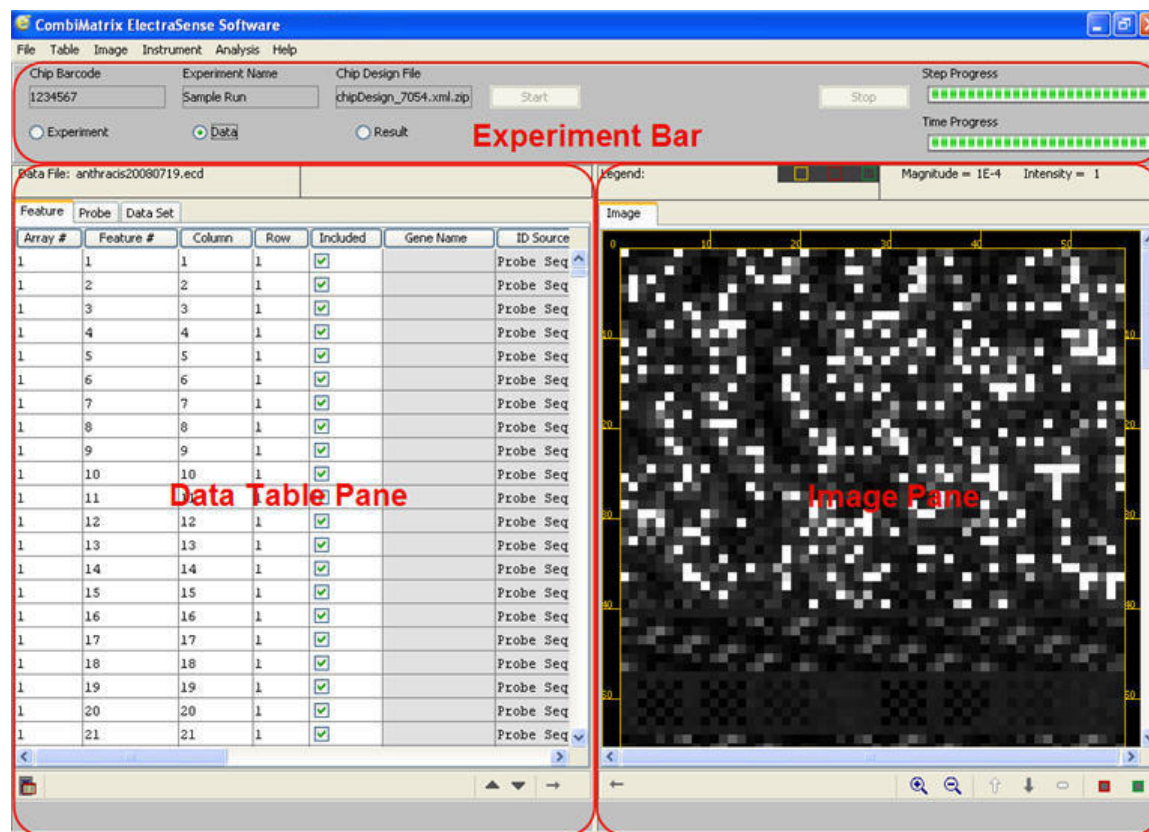 CombiMatrix ElectraSense Software
File Table Image Instrument Analysis Help
Chip Barcode Experiment Name Chip Design File Step Progress
1234567 Sample Run chipDesign_7054.xml.zip Start Stop
Time Progress
Experiment Data Result
Experiment Bar
Data File: anthracis20080719.ecd
Legend: Magnitude = 1E-4 Intensity = 1
Feature Probe Data Set
Image
Array # Feature # Column Row Included Gene Name ID Source
1 1 1 1 Probe Seq
1 2 2 1 Probe Seq
1 3 3 1 Probe Seq
1 4 4 1 Probe Seq
1 5 5 1 Probe Seq
1 6 6 1 Probe Seq
1 7 7 1 Probe Seq
1 8 8 1 Probe Seq
1 9 9 1 Probe Seq
1 10 10 1 Probe Seq
1 11 11 1 Probe Seq
Data Table Pane
1 12 12 1 Probe Seq
1 13 13 1 Probe Seq
1 14 14 1 Probe Seq
1 15 15 1 Probe Seq
1 16 16 1 Probe Seq
1 17 17 1 Probe Seq
1 18 18 1 Probe Seq
1 19 19 1 Probe Seq
1 20 20 1 Probe Seq
1 21 21 1 Probe Seq
0 10 20 30 40 50
10 10
20 20
Image Pane
30 30
40 40
50 50